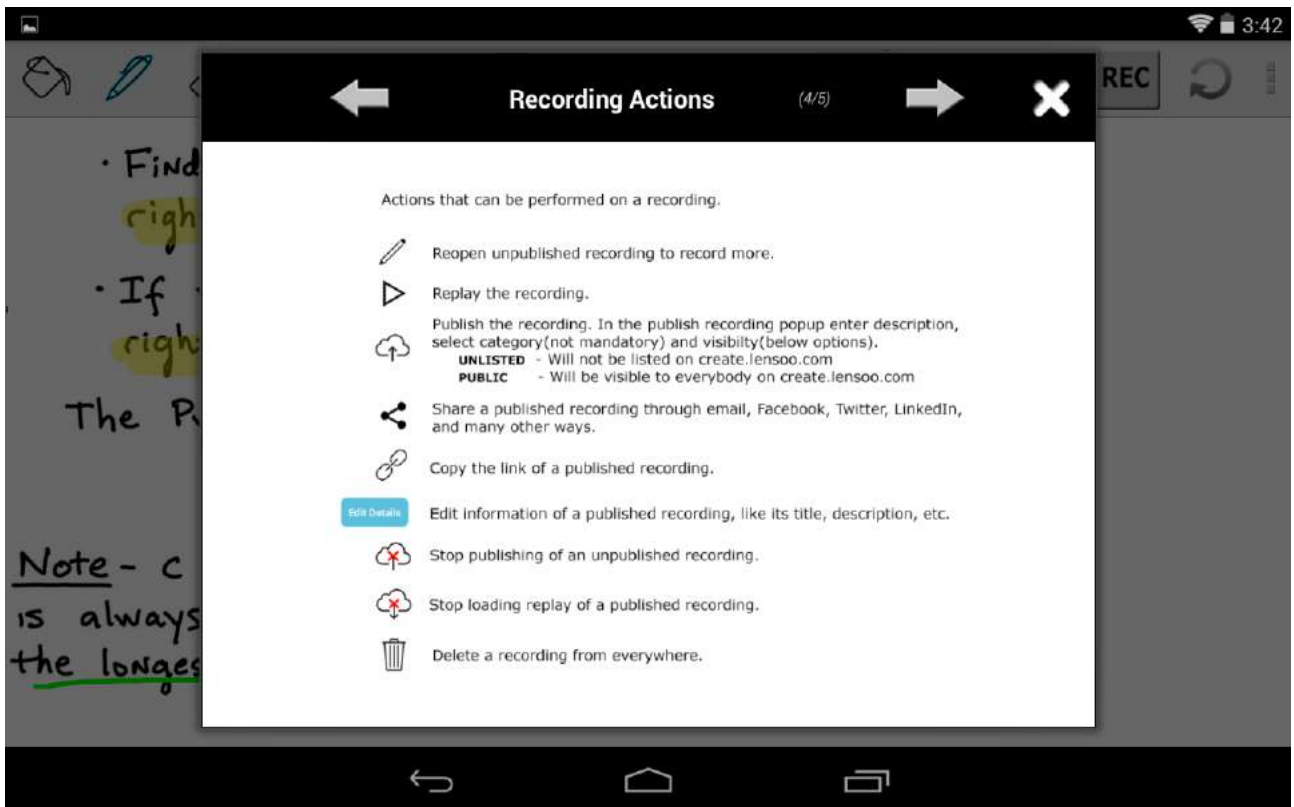 3:42
Recording Actions (4/5)
REC
· Find
righ
· If
righ
The P
Note - c
is always
the longes
Actions that can be performed on a recording.
Reopen unpublished recording to record more.
Replay the recording.
Publish the recording. In the publish recording popup enter description,
select category(not mandatory) and visibilty(below options).
UNLISTED - Will not be listed on create.lensoo.com
PUBLIC - Will be visible to everybody on create.lensoo.com
Share a published recording through email, Facebook, Twitter, LinkedIn,
and many other ways.
Copy the link of a published recording.
Edit Details Edit information of a published recording, like its title, description, etc.
Stop publishing of an unpublished recording.
Stop loading replay of a published recording.
Delete a recording from everywhere.